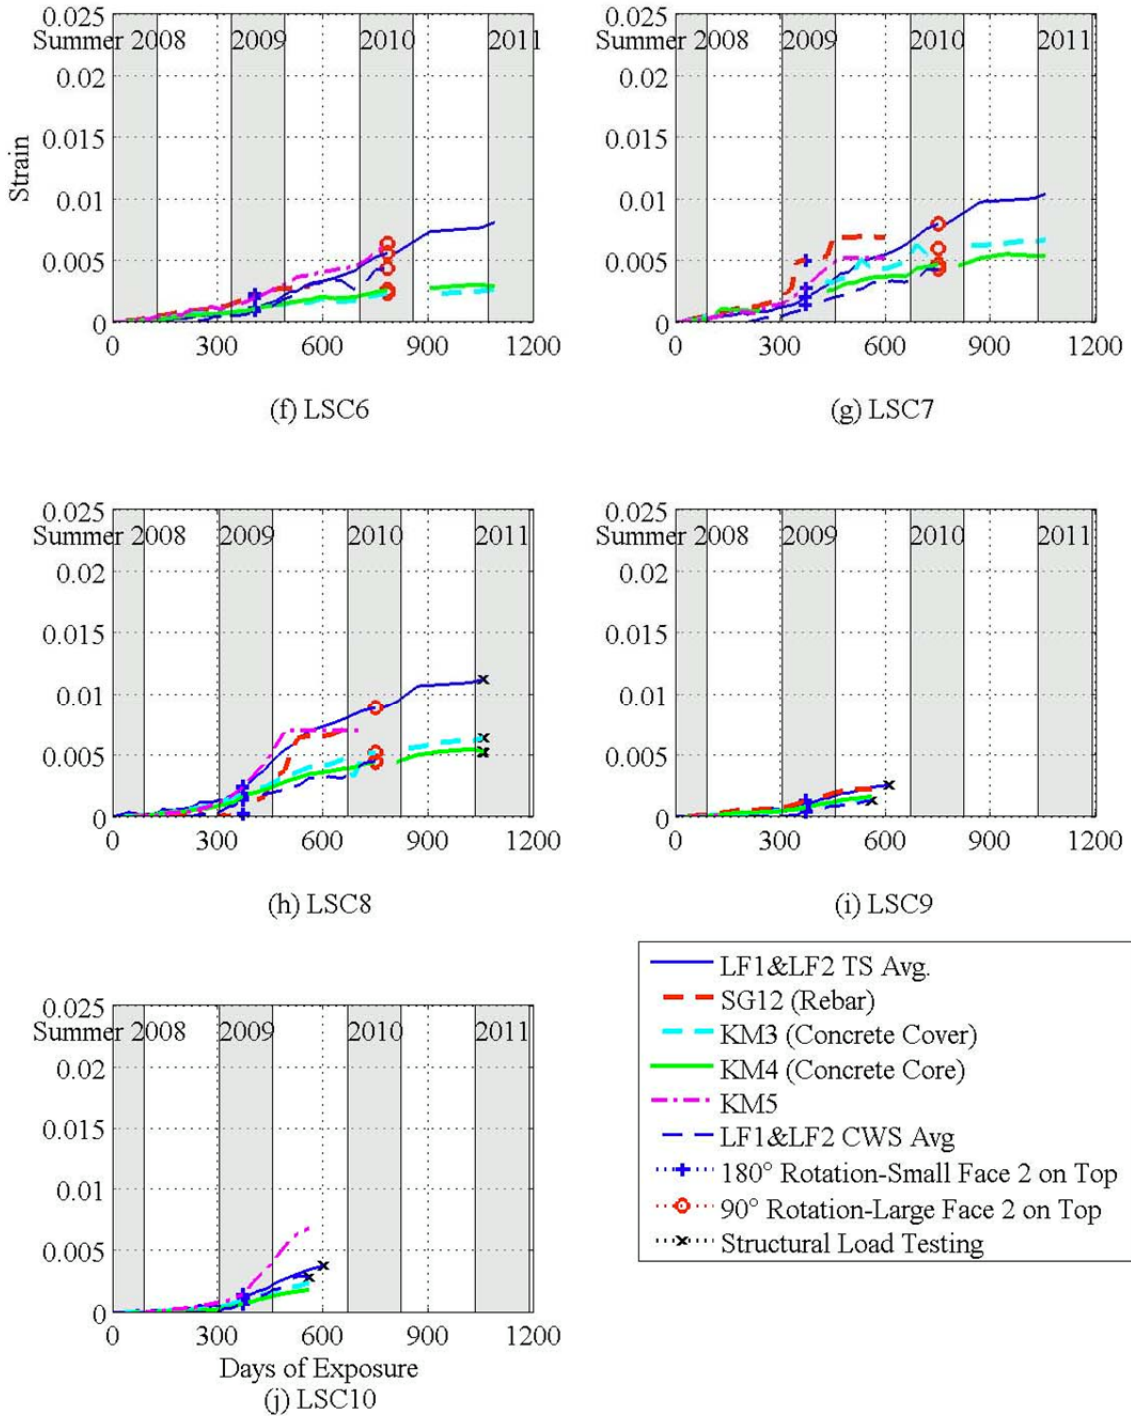 0.025
Summer 2008
2009
2010
2011
0.02
0.015
0.01
0.005
0
Strain
0 300 600 900 1200
(f) LSC6
0.025
Summer 2008
2009
2010
2011
0.02
0.015
0.01
0.005
0
0 300 600 900 1200
(g) LSC7
0.025
Summer 2008
2009
2010
2011
0.02
0.015
0.01
0.005
0
0 300 600 900 1200
(h) LSC8
0.025
Summer 2008
2009
2010
2011
0.02
0.015
0.01
0.005
0
0 300 600 900 1200
(i) LSC9
0.025
Summer 2008
2009
2010
2011
0.02
0.015
0.01
0.005
0
0 300 600 900 1200
Days of Exposure
(j) LSC10
LF1&LF2 TS Avg.
SG12 (Rebar)
KM3 (Concrete Cover)
KM4 (Concrete Core)
KM5
LF1&LF2 CWS Avg
180° Rotation-Small Face 2 on Top
90° Rotation-Large Face 2 on Top
Structural Load Testing